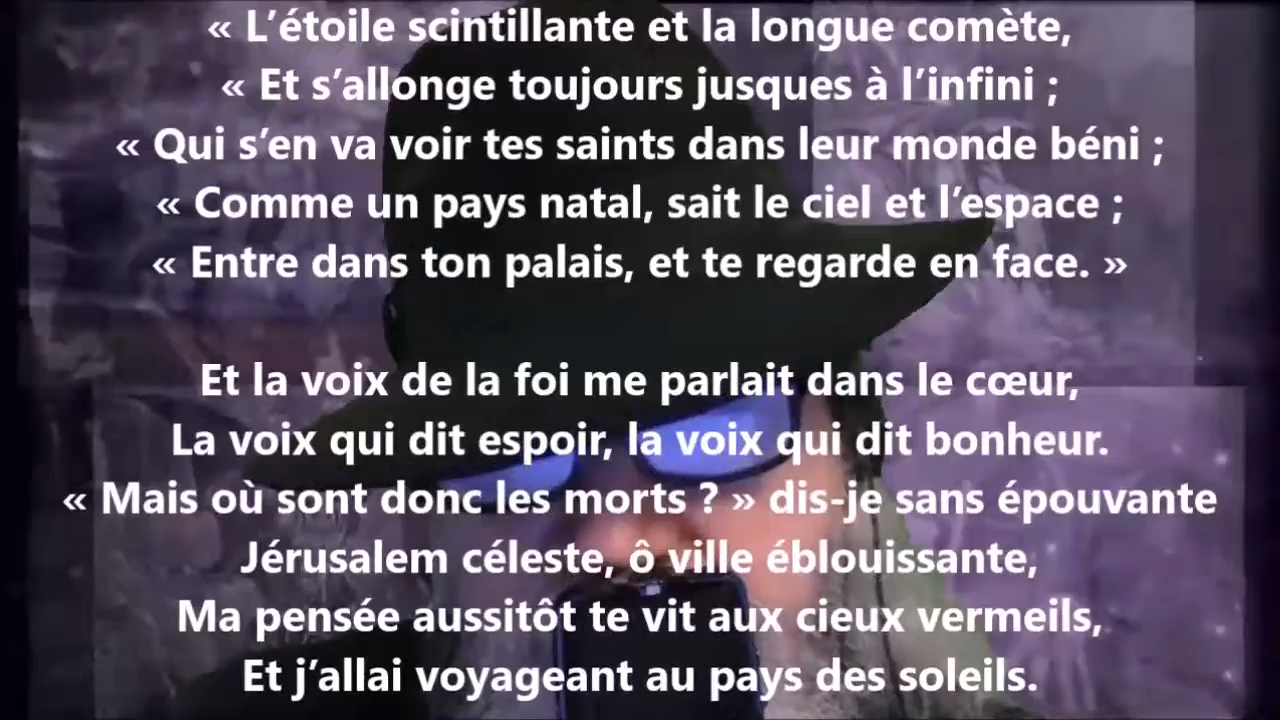 « L’étoile scintillante et la longue comète,
« Et s’allonge toujours jusques à l’infini ;
« Qui s’en va voir tes saints dans leur monde béni ;
« Comme un pays natal, sait le ciel et l’espace ;
« Entre dans ton palais, et te regarde en face. »
Et la voix de la foi me parlait dans le cœur,
La voix qui dit espoir, la voix qui dit bonheur.
« Mais où sont donc les morts ? » dis-je sans épouvante
Jérusalem céleste, ô ville éblouissante,
Ma pensée aussitôt te vit aux cieux vermeils,
Et j’allai voyageant au pays des soleils.